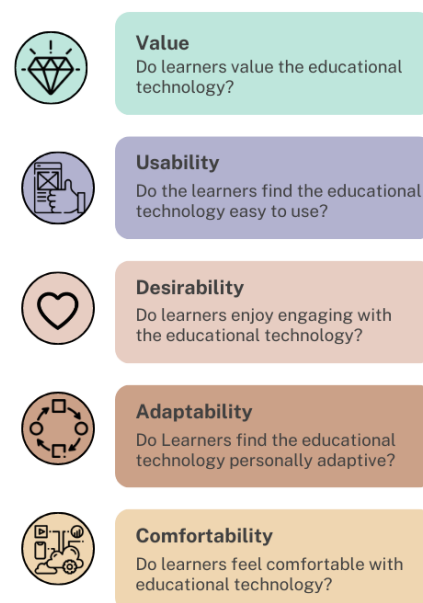 Value
Do learners value the educational
technology?
Usability
Do the learners find the educational
technology easy to use?
Desirability
Do learners enjoy engaging with
the educational technology?
Adaptability
Do Learners find the educational
technology personally adaptive?
Comfortability
Do learners feel comfortable with
educational technology?